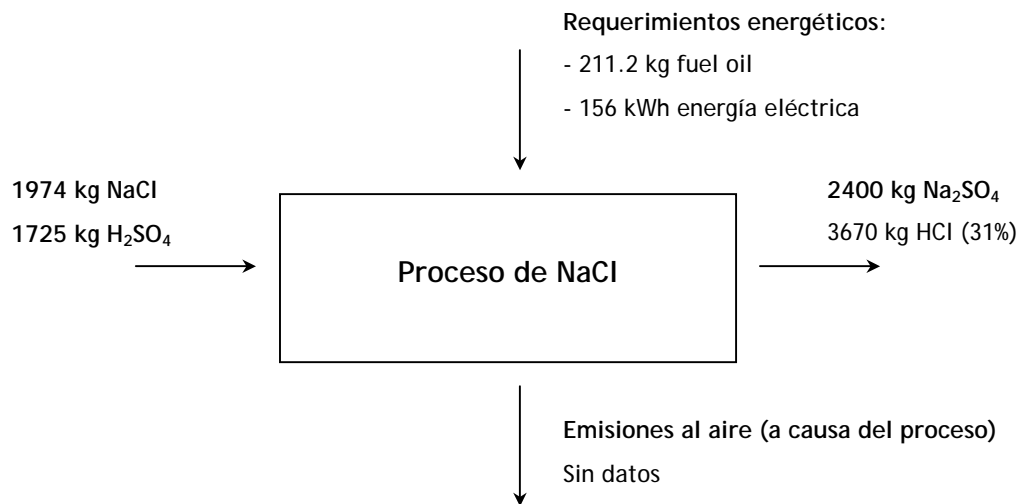 Requerimientos energéticos:
- 211.2 kg fuel oil
- 156 kWh energía eléctrica
1974 kg NaCl
1725 kg H₂SO₄
Proceso de NaCl
2400 kg Na₂SO₄
3670 kg HCl (31%)
Emisiones al aire (a causa del proceso)
Sin datos